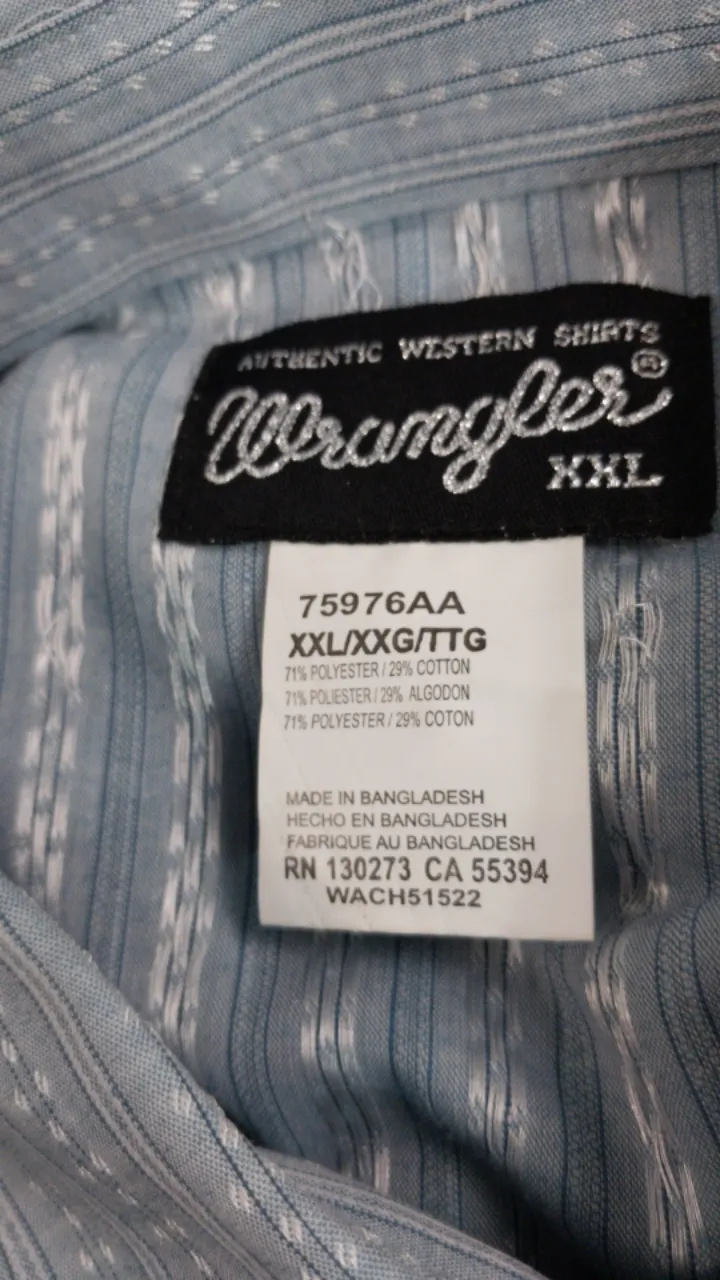 AUTHENTIC WESTERN SHIRTS
Wrangler®
XXL
75976AA
XXL/XXG/TTG
71% POLYESTER / 29% COTTON
71% POLIESTER / 29% ALGODON
71% POLYESTER / 29% COTON
MADE IN BANGLADESH
HECHO EN BANGLADESH
FABRIQUE AU BANGLADESH
RN 130273 CA 55394
WACH51522